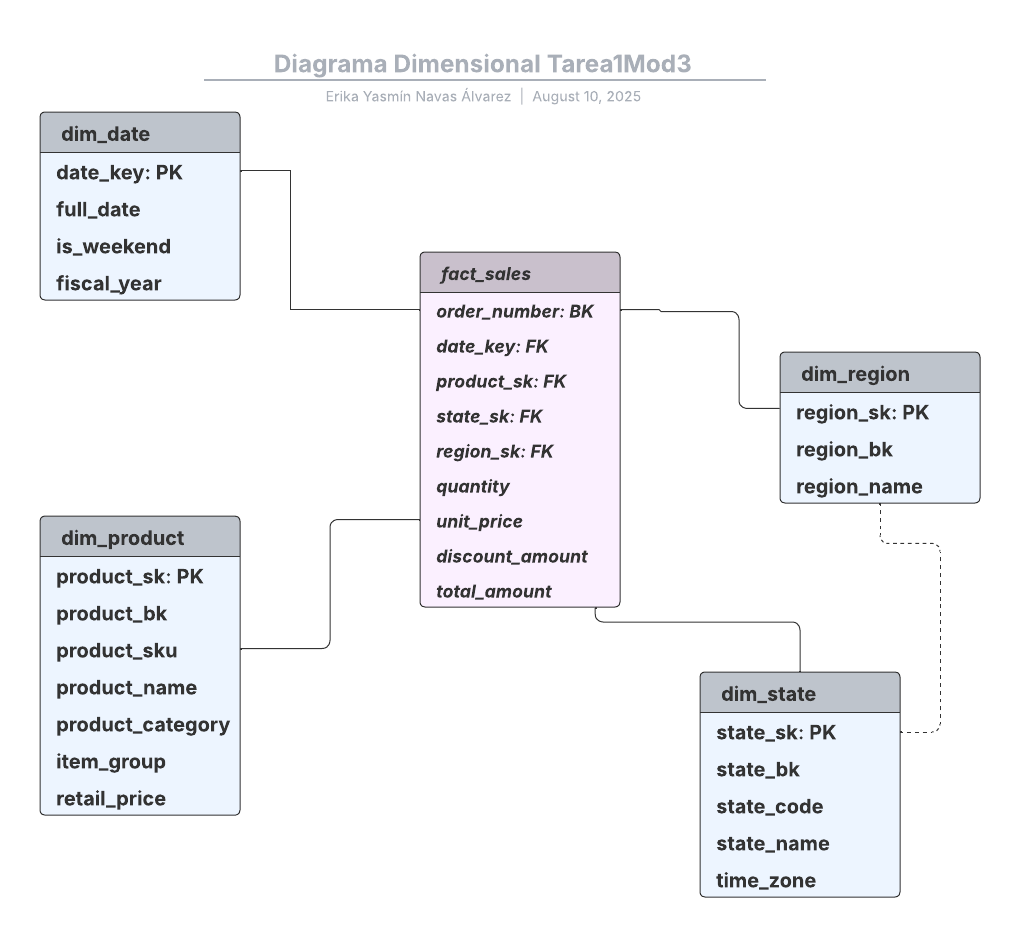 Diagrama Dimensional Tarea1Mod3
Erika Yasmín Navas Álvarez | August 10, 2025
dim_date
date_key: PK
full_date
is_weekend
fiscal_year
fact_sales
order_number: BK
date_key: FK
product_sk: FK
state_sk: FK
region_sk: FK
quantity
unit_price
discount_amount
total_amount
dim_region
region_sk: PK
region_bk
region_name
dim_product
product_sk: PK
product_bk
product_sku
product_name
product_category
item_group
retail_price
dim_state
state_sk: PK
state_bk
state_code
state_name
time_zone